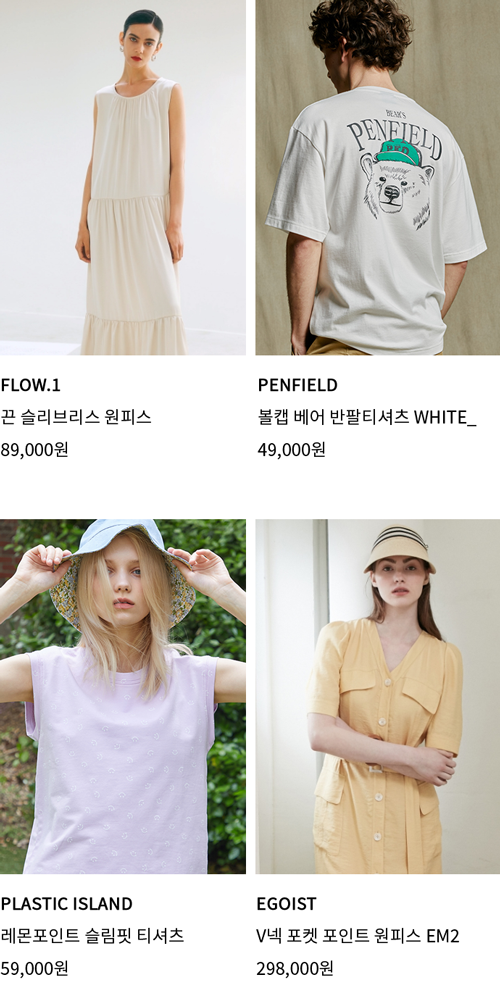 BEAR'S
PENFIELD
FLOW.1
끈 슬리브리스 원피스
89,000원
PENFIELD
볼캡 베어 반팔티셔츠 WHITE_
49,000원
PLASTIC ISLAND
레몬포인트 슬림핏 티셔츠
59,000원
EGOIST
V넥 포켓 포인트 원피스 EM2
298,000원